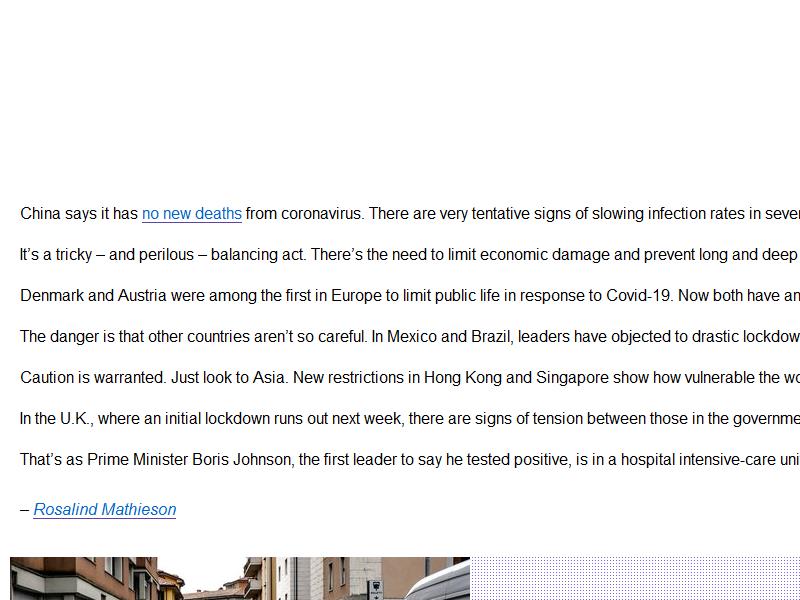 China says it has no new deaths from coronavirus. There are very tentative signs of slowing infection rates in
It’s a tricky – and perilous – balancing act. There’s the need to limit economic damage and prevent long and deep
Denmark and Austria were among the first in Europe to limit public life in response to Covid-19. Now both have
The danger is that other countries aren’t so careful. In Mexico and Brazil, leaders have objected to drastic
Caution is warranted. Just look to Asia. New restrictions in Hong Kong and Singapore show how vulnerable the
In the U.K., where an initial lockdown runs out next week, there are signs of tension between those in the
That’s as Prime Minister Boris Johnson, the first leader to say he tested positive, is in a hospital intensive-care
– Rosalind Mathieson